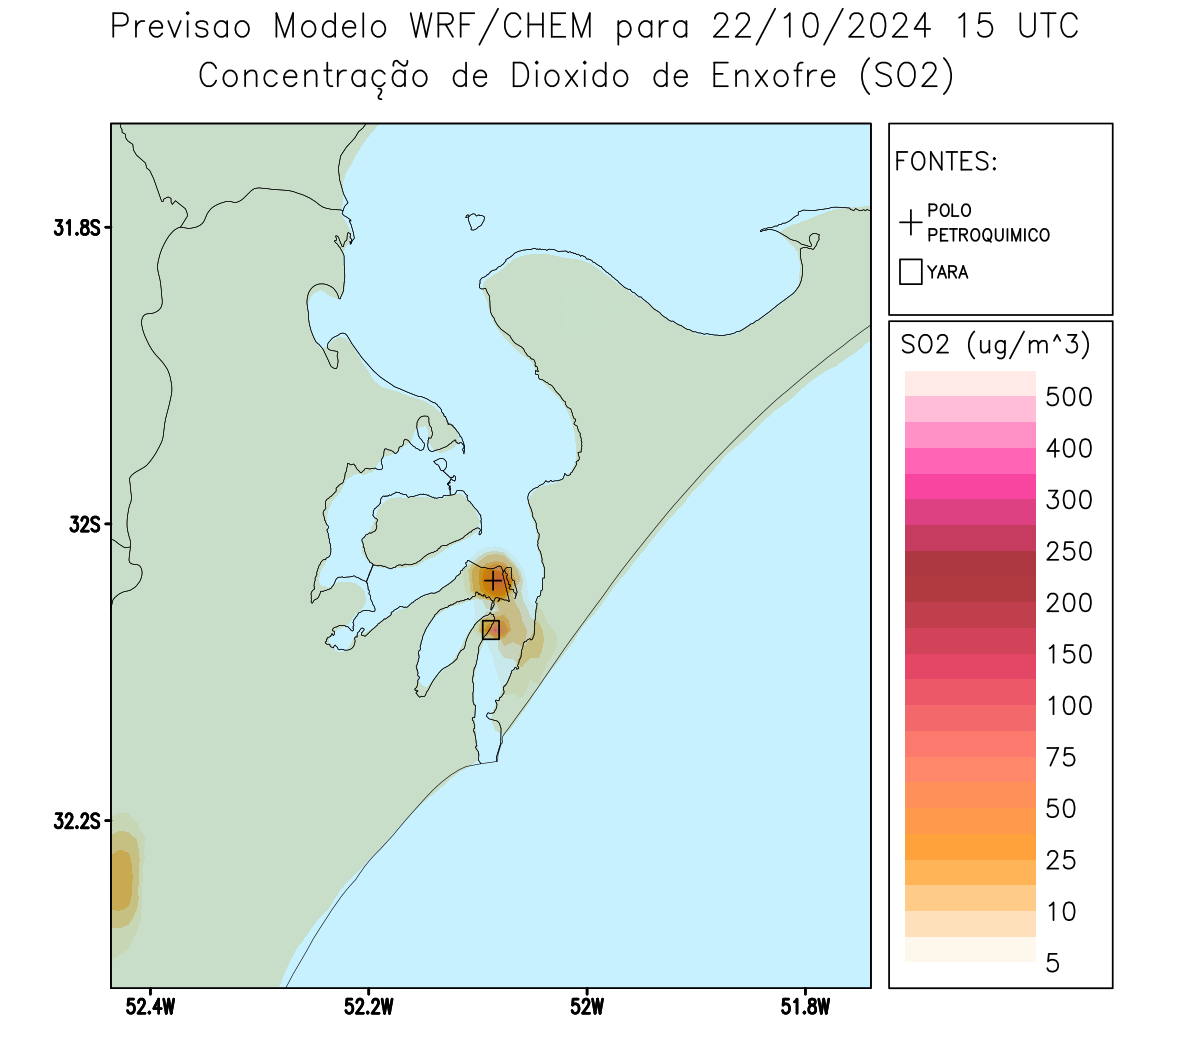 Previsao Modelo WRF/CHEM para 22/10/2024 15 UTC
Concentração de Dioxido de Enxofre (SO2)
FONTES:
POLO
PETROQUIMICO
YARA
31.8S
32S
32.2S
52.4W
52.2W
52W
51.8W
SO2 (ug/m^3)
500
400
300
250
200
150
100
75
50
25
10
5